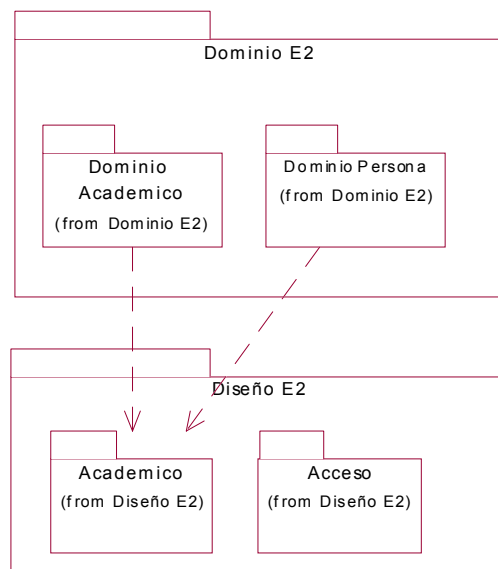 Dominio E2
Dominio
Academico
(from Dominio E2)
Dominio Persona
(from Dominio E2)
Diseño E2
Academico
(from Diseño E2)
Acceso
(from Diseño E2)